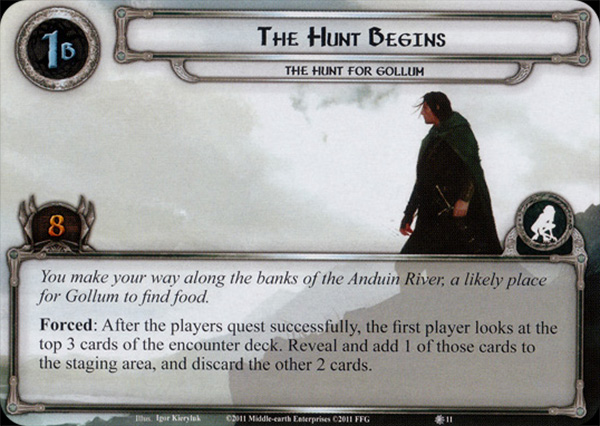 1B
THE HUNT BEGINS
THE HUNT FOR GOLLUM
8
You make your way along the banks of the Anduin River, a likely place
for Gollum to find food.
Forced: After the players quest successfully, the first player looks at the
top 3 cards of the encounter deck. Reveal and add 1 of those cards to
the staging area, and discard the other 2 cards.
Illus. Igor Kieryluk ©2011 Middle-earth Enterprises ©2011 FFG 11